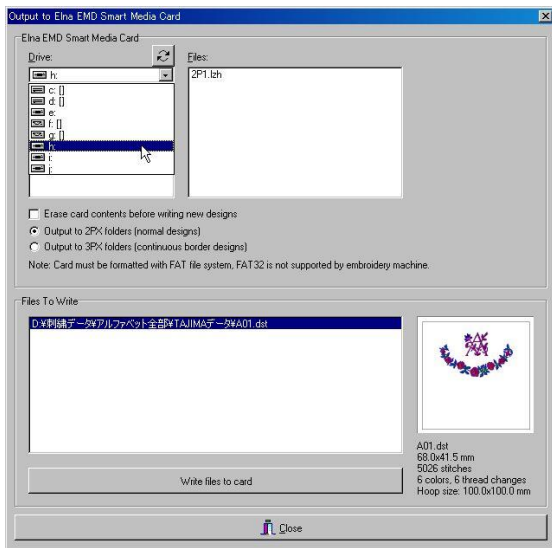 Output to Elna EMD Smart Media Card
Elna EMD Smart Media Card
Drive:
Files:
h:
2P1.lzh
c: []
d: []
e:
f: []
g: []
h:
i:
j:
Erase card contents before writing new designs
Output to 2PX folders (normal designs)
Output to 3PX folders (continuous border designs)
Note: Card must be formatted with FAT file system, FAT32 is not supported by embroidery machine.
Files To Write
D:¥刺繍データ¥アルファベット全部¥TAJIMAデータ¥A01.dst
A01.dst
68.0x41.5 mm
5026 stitches
6 colors, 6 thread changes
Hoop size: 100.0x100.0 mm
Write files to card
Close